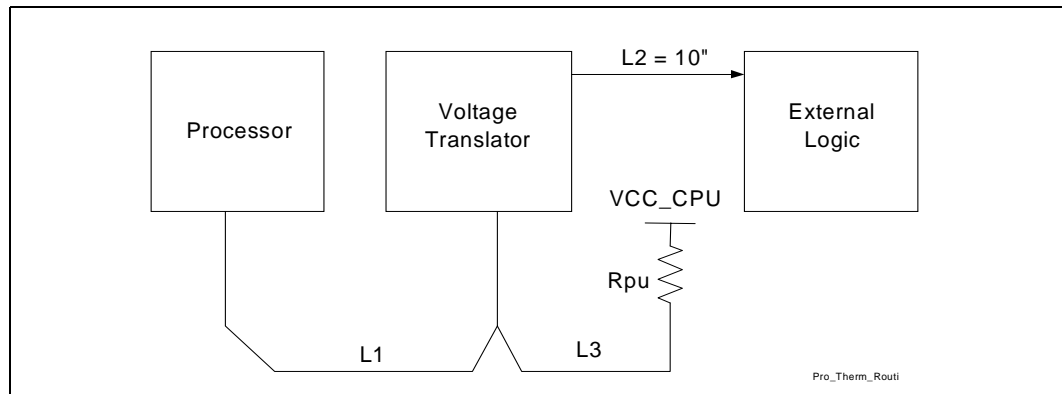 L2 = 10"
Processor
Voltage
Translator
External
Logic
VCC_CPU
Rpu
L1
L3
Pro_Therm_Routi